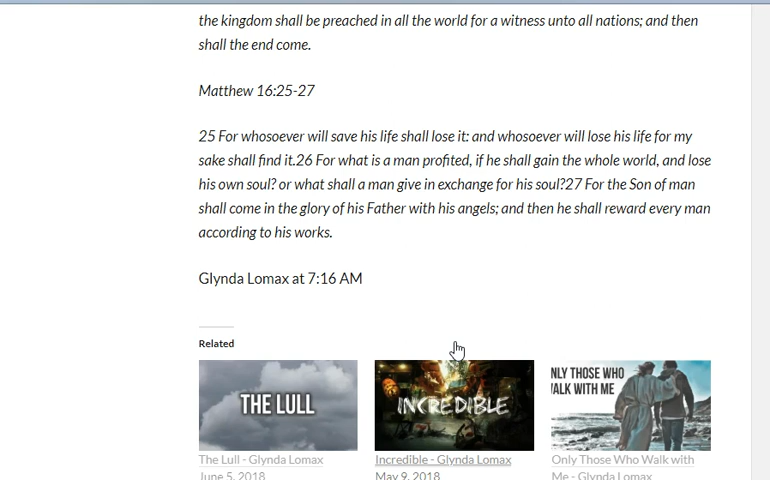 the kingdom shall be preached in all the world for a witness unto all nations; and then
shall the end come.
Matthew 16:25-27
25 For whosoever will save his life shall lose it: and whosoever will lose his life for my
sake shall find it.26 For what is a man profited, if he shall gain the whole world, and lose
his own soul? or what shall a man give in exchange for his soul?27 For the Son of man
shall come in the glory of his Father with his angels; and then he shall reward every man
according to his works.
Glynda Lomax at 7:16 AM
Related
THE LULL
INCREDIBLE
NLY THOSE WHO
ALK WITH ME
The Lull - Glynda Lomax
June 5, 2018
Incredible - Glynda Lomax
May 9, 2018
Only Those Who Walk with
Me - Glynda Lomax